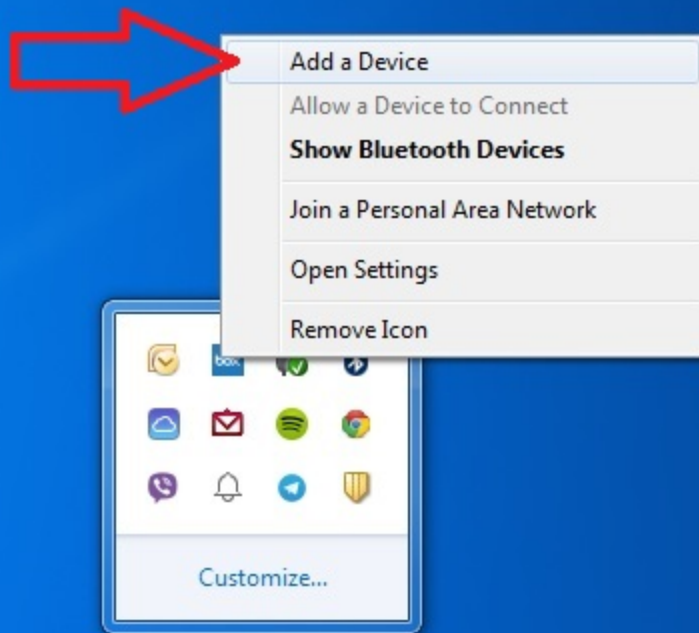 Add a Device
Allow a Device to Connect
Show Bluetooth Devices
Join a Personal Area Network
Open Settings
Remove Icon
box
Customize...